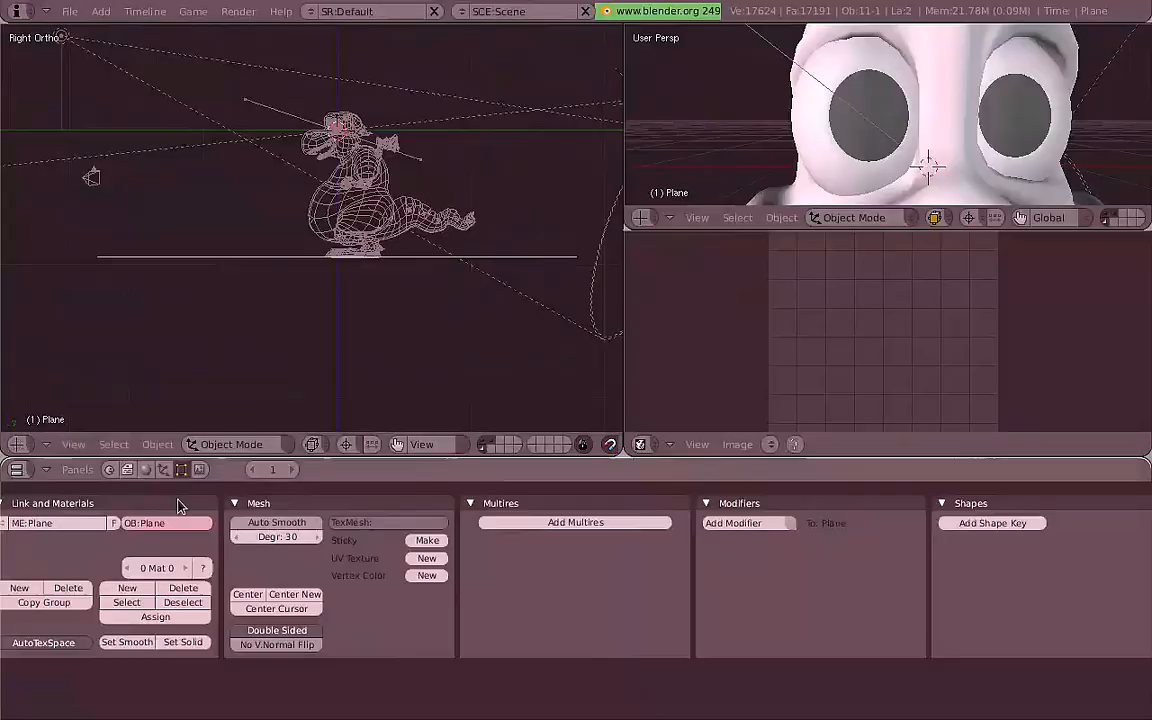 File Add Timeline Game Render Help SR:Default SCE:Scene www.blender.org 249 Ve:17624 | Fa:17191 | Ob:11-1 | La:2 | Mem:21.78M (0.09M) | Time: | Plane
Right Ortho
User Persp
(1) Plane
View Select Object Object Mode Global
(1) Plane
View Select Object Object Mode View
View Image
Panels 1
Link and Materials
Mesh
Multires
Modifiers
Shapes
ME:Plane F OB:Plane
Auto Smooth
TexMesh:
Add Multires
Add Modifier To: Plane
Add Shape Key
Degr: 30
Sticky Make
UV Texture New
0 Mat 0 ?
Vertex Color New
New Delete New Delete
Center Center New
Copy Group Select Deselect
Center Cursor
Assign
Double Sided
AutoTexSpace Set Smooth Set Solid
No V.Normal Flip